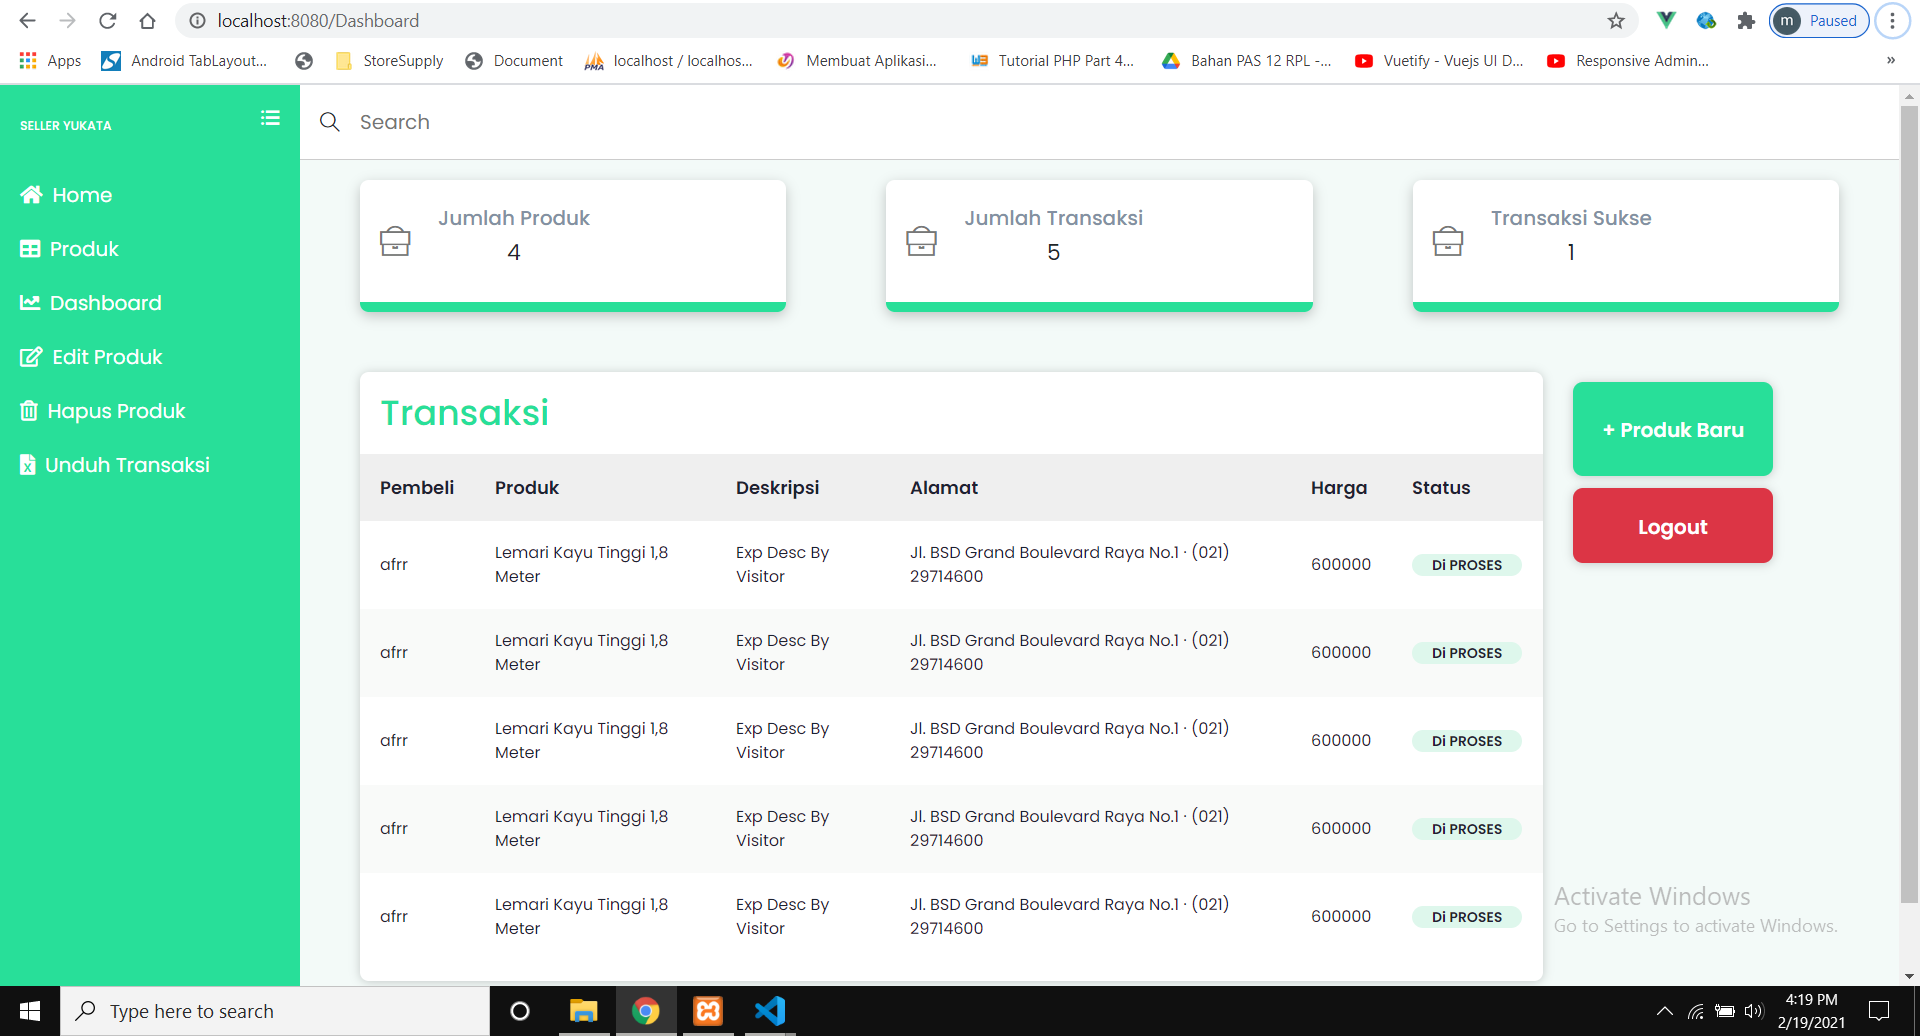 localhost:8080/Dashboard
m Paused
Apps Android TabLayout... StoreSupply Document localhost / localhos... Membuat Aplikasi... Tutorial PHP Part 4... Bahan PAS 12 RPL -... Vuetify - Vuejs UI D... Responsive Admin... »
SELLER YUKATA
Search
Home
Produk
Dashboard
Edit Produk
Hapus Produk
Unduh Transaksi
Jumlah Produk
4
Jumlah Transaksi
5
Transaksi Sukse
1
Transaksi
Pembeli Produk Deskripsi Alamat Harga Status
afrr Lemari Kayu Tinggi 1,8 Exp Desc By Jl. BSD Grand Boulevard Raya No.1 · (021) 600000 Di PROSES
Meter Visitor 29714600
afrr Lemari Kayu Tinggi 1,8 Exp Desc By Jl. BSD Grand Boulevard Raya No.1 · (021) 600000 Di PROSES
Meter Visitor 29714600
afrr Lemari Kayu Tinggi 1,8 Exp Desc By Jl. BSD Grand Boulevard Raya No.1 · (021) 600000 Di PROSES
Meter Visitor 29714600
afrr Lemari Kayu Tinggi 1,8 Exp Desc By Jl. BSD Grand Boulevard Raya No.1 · (021) 600000 Di PROSES
Meter Visitor 29714600
afrr Lemari Kayu Tinggi 1,8 Exp Desc By Jl. BSD Grand Boulevard Raya No.1 · (021) 600000 Di PROSES
Meter Visitor 29714600
+ Produk Baru
Logout
Activate Windows
Go to Settings to activate Windows.
Type here to search
4:19 PM
2/19/2021